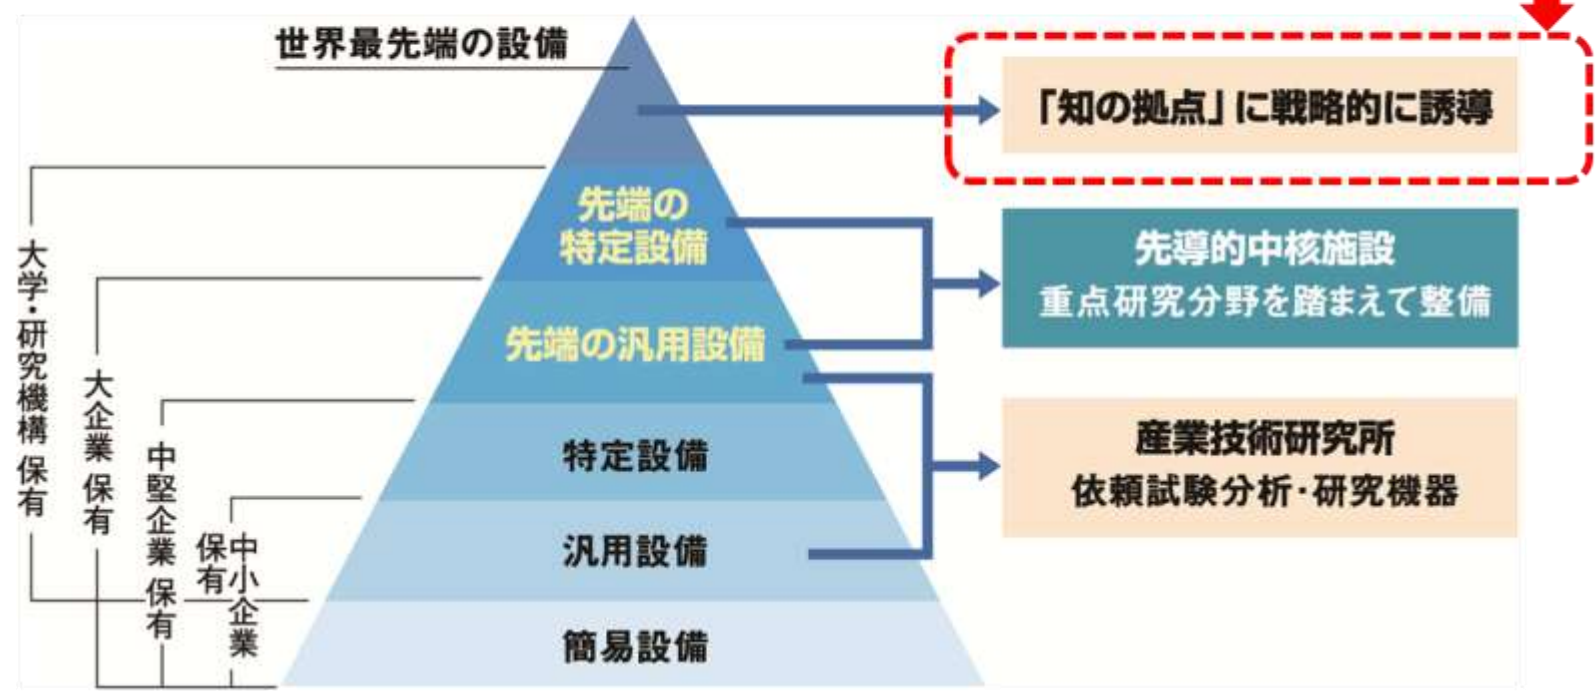 世界最先端の設備
「知の拠点」に戦略的に誘導
先端の
特定設備
先導的中核施設
重点研究分野を踏まえて整備
先端の汎用設備
産業技術研究所
依頼試験分析・研究機器
特定設備
汎用設備
簡易設備
大学・研究機構 保有
大企業 保有
中堅企業 保有
中小企業
保有